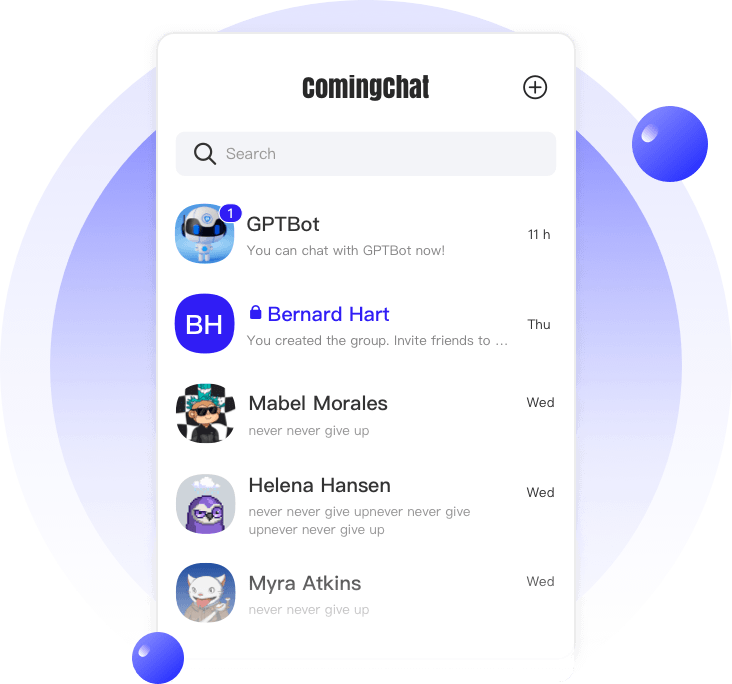 ComingChat
Search
1
GPTBot
11 h
You can chat with GPTBot now!
BH
Bernard Hart
Thu
You created the group. Invite friends to ...
Mabel Morales
Wed
never never give up
Helena Hansen
Wed
never never give upnever never give
upnever never give up
Myra Atkins
Wed
never never give up